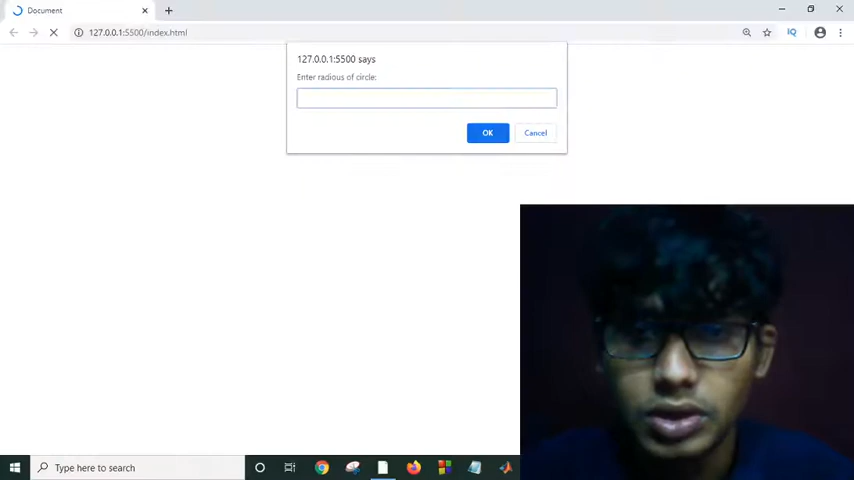 Document
127.0.0.1:5500/index.html
IQ
127.0.0.1:5500 says
Enter radious of circle:
OK
Cancel
Type here to search